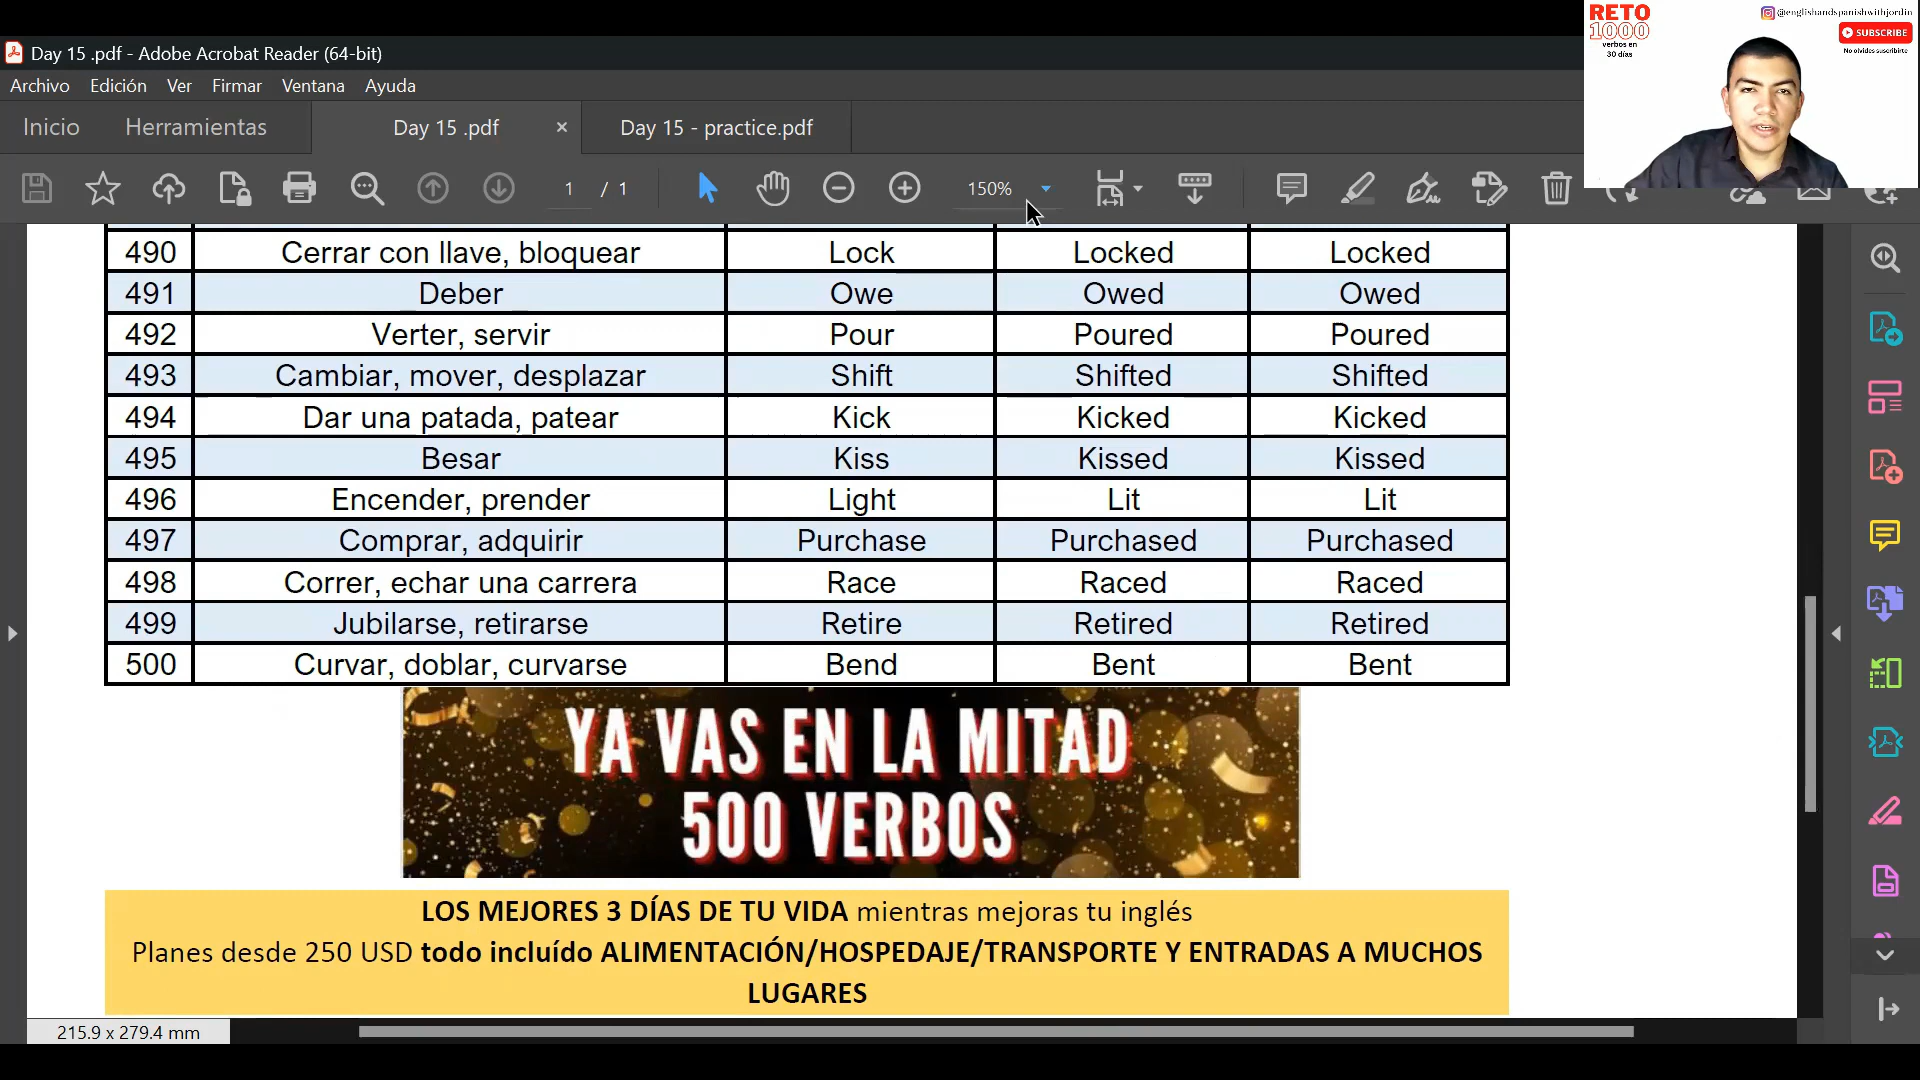 RETO
1000
verbos en
30 días
@englishandspanishwithjordin
SUBSCRIBE
No olvides suscribirte
Day 15 .pdf - Adobe Acrobat Reader (64-bit)
Archivo Edición Ver Firmar Ventana Ayuda
Inicio Herramientas Day 15 .pdf × Day 15 - practice.pdf
1 / 1 150%
490 Cerrar con llave, bloquear Lock Locked Locked
491 Deber Owe Owed Owed
492 Verter, servir Pour Poured Poured
493 Cambiar, mover, desplazar Shift Shifted Shifted
494 Dar una patada, patear Kick Kicked Kicked
495 Besar Kiss Kissed Kissed
496 Encender, prender Light Lit Lit
497 Comprar, adquirir Purchase Purchased Purchased
498 Correr, echar una carrera Race Raced Raced
499 Jubilarse, retirarse Retire Retired Retired
500 Curvar, doblar, curvarse Bend Bent Bent
YA VAS EN LA MITAD
500 VERBOS
LOS MEJORES 3 DÍAS DE TU VIDA mientras mejoras tu inglés
Planes desde 250 USD todo incluído ALIMENTACIÓN/HOSPEDAJE/TRANSPORTE Y ENTRADAS A MUCHOS
LUGARES
215.9 x 279.4 mm